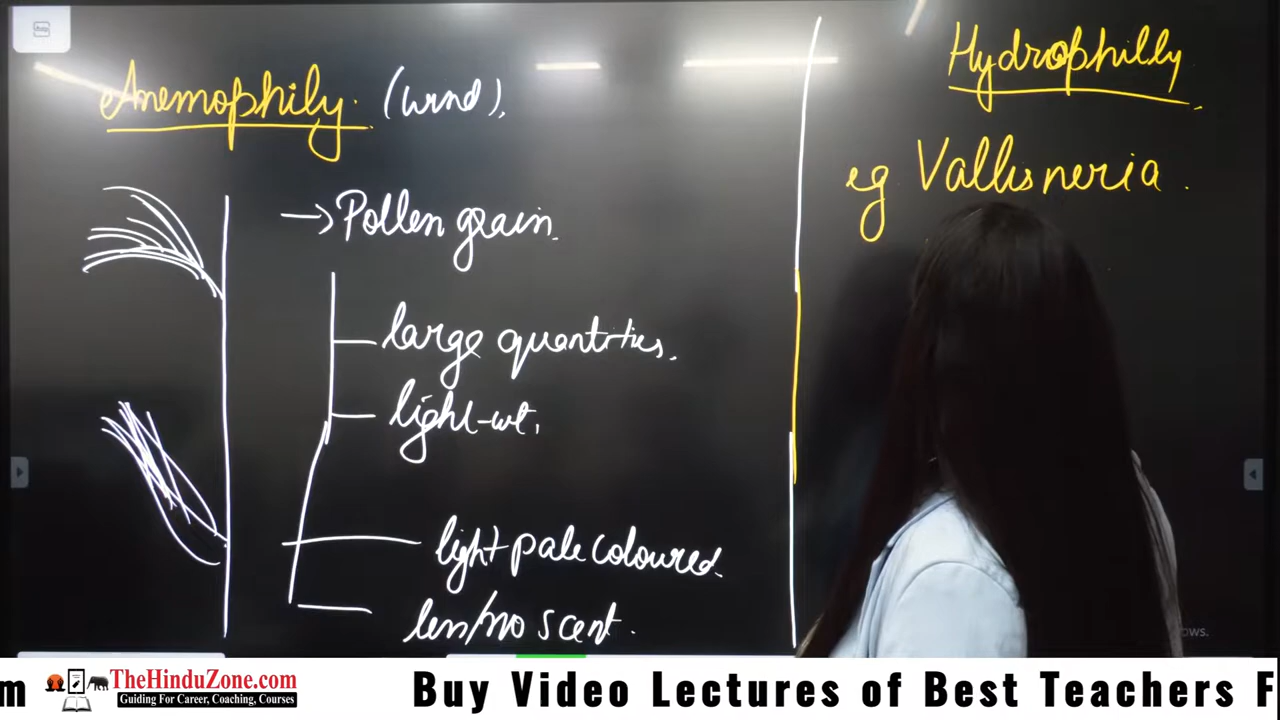 Anemophily. (wind).
→ Pollen grain.
large quantities.
light-wt.
light pale coloured.
less/no scent.
Hydrophilly
eg Vallisneria.
ows.
m
TheHinduZone.com
Guiding For Career, Coaching, Courses
Buy Video Lectures of Best Teachers F